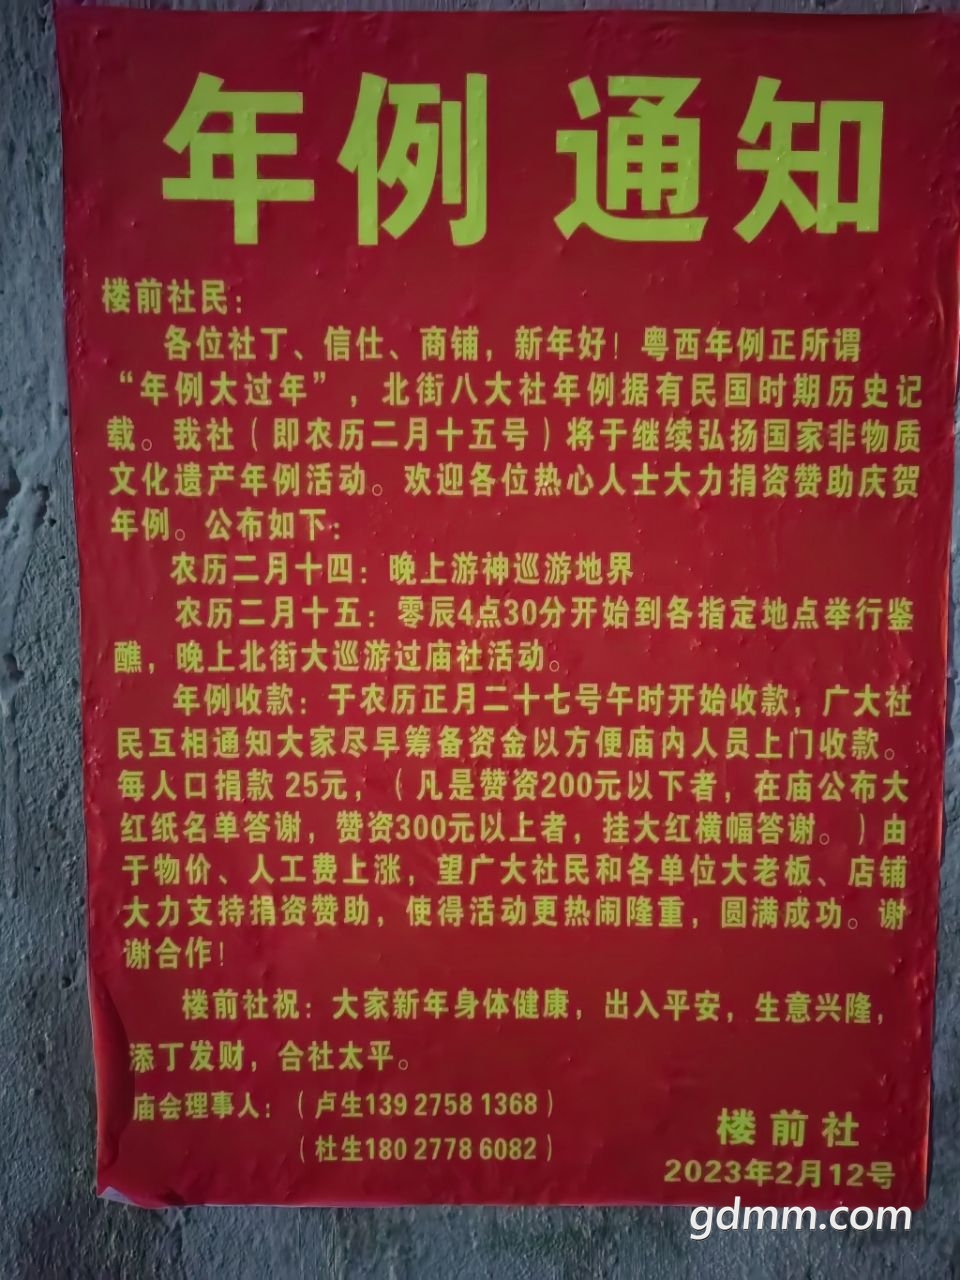 年例 通知
楼前社民：
各位社丁、信仕、商铺，新年好！粤西年例正所谓
“年例大过年”，北街八大社年例据有民国时期历史记
载。我社（即农历二月十五号）将于继续弘扬国家非物质
文化遗产年例活动。欢迎各位热心人士大力捐资赞助庆贺
年例。公布如下：
农历二月十四：晚上游神巡游地界
农历二月十五：零辰4点30分开始到各指定地点举行鉴
醮，晚上北街大巡游过庙社活动。
年例收款：于农历正月二十七号午时开始收款，广大社
民互相通知大家尽早筹备资金以方便庙内人员上门收款。
每人口捐款 25元，（凡是赞资200元以下者，在庙公布大
红纸名单答谢，赞资300元以上者，挂大红横幅答谢。）由
于物价、人工费上涨，望广大社民和各单位大老板、店铺
大力支持捐资赞助，使得活动更热闹隆重，圆满成功。谢
谢合作！
楼前社祝：大家新年身体健康，出入平安，生意兴隆，
添丁发财，合社太平。
庙会理事人：（卢生139 2758 1368）
（杜生180 2778 6082）
楼前社
2023年2月12号
gdmm.com